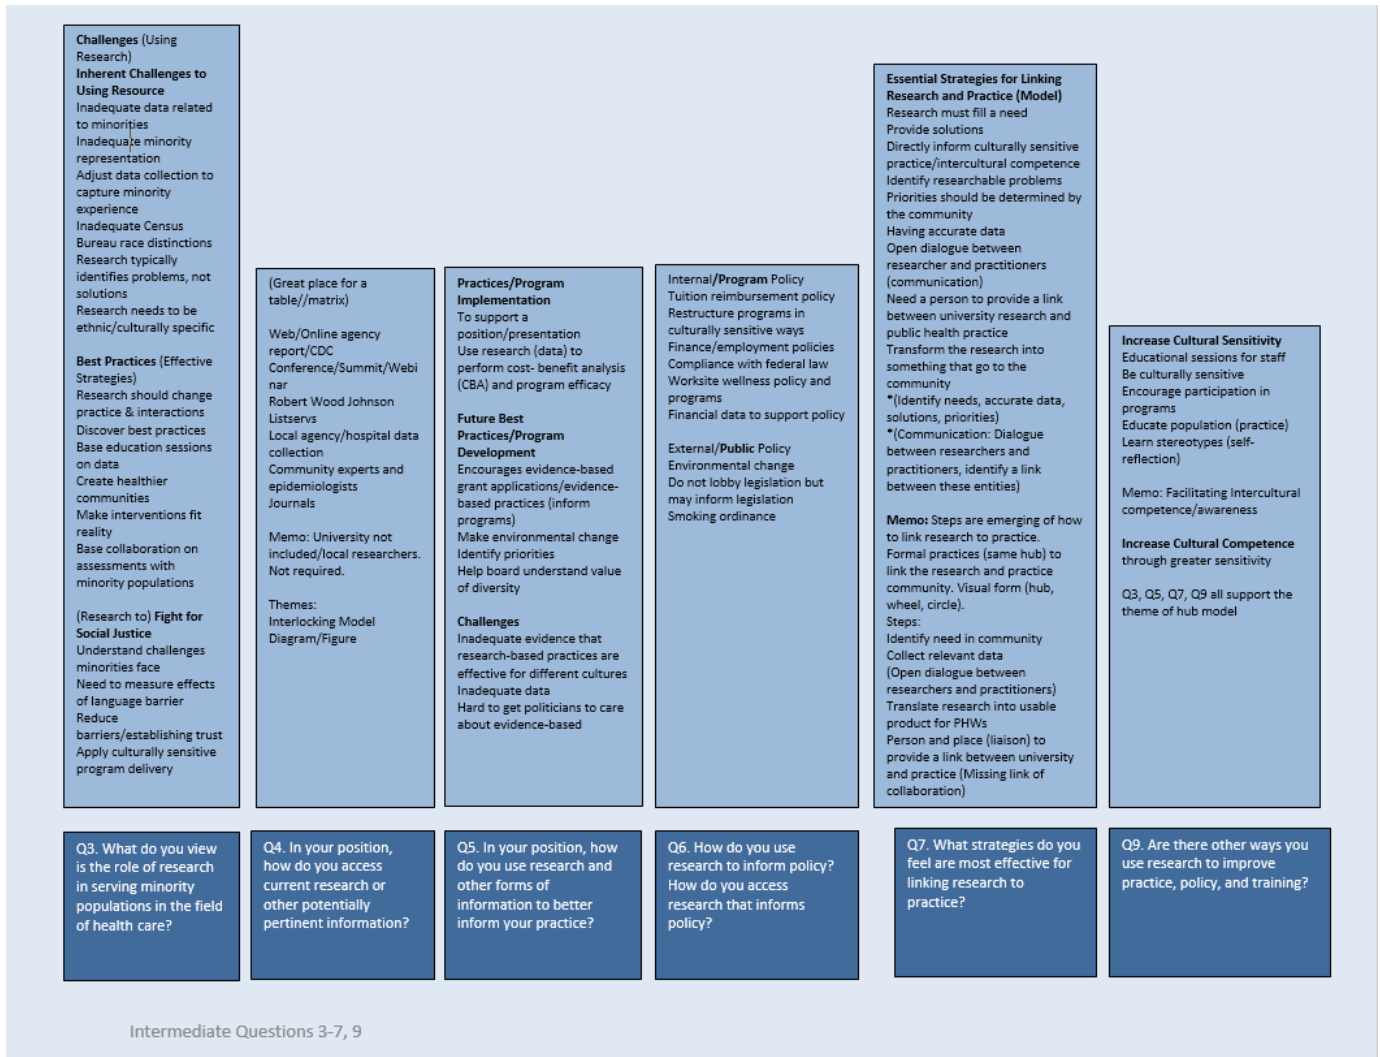 Challenges (Using
Research)
Inherent Challenges to
Using Resource
Inadequate data related
to minorities
Inadequate minority
representation
Adjust data collection to
capture minority
experience
Inadequate Census
Bureau race distinctions
Research typically
identifies problems, not
solutions
Research needs to be
ethnic/culturally specific
Best Practices (Effective
Strategies)
Research should change
practice & interactions
Discover best practices
Base education sessions
on data
Create healthier
communities
Make interventions fit
reality
Base collaboration on
assessments with
minority populations
(Research to) Fight for
Social Justice
Understand challenges
minorities face
Need to measure effects
of language barrier
Reduce
barriers/establishing trust
Apply culturally sensitive
program delivery
(Great place for a
table//matrix)
Web/Online agency
report/CDC
Conference/Summit/Webi
nar
Robert Wood Johnson
Listservs
Local agency/hospital data
collection
Community experts and
epidemiologists
Journals
Memo: University not
included/local researchers.
Not required.
Themes:
Interlocking Model
Diagram/Figure
Practices/Program
Implementation
To support a
position/presentation
Use research (data) to
perform cost- benefit analysis
(CBA) and program efficacy
Future Best
Practices/Program
Development
Encourages evidence-based
grant applications/evidence-
based practices (inform
programs)
Make environmental change
Identify priorities
Help board understand value
of diversity
Challenges
Inadequate evidence that
research-based practices are
effective for different cultures
Inadequate data
Hard to get politicians to care
about evidence-based
Internal/Program Policy
Tuition reimbursement policy
Restructure programs in
culturally sensitive ways
Finance/employment policies
Compliance with federal law
Worksite wellness policy and
programs
Financial data to support policy
External/Public Policy
Environmental change
Do not lobby legislation but
may inform legislation
Smoking ordinance
Essential Strategies for Linking
Research and Practice (Model)
Research must fill a need
Provide solutions
Directly inform culturally sensitive
practice/intercultural competence
Identify researchable problems
Priorities should be determined by
the community
Having accurate data
Open dialogue between
researcher and practitioners
(communication)
Need a person to provide a link
between university research and
public health practice
Transform the research into
something that go to the
community
*(Identify needs, accurate data,
solutions, priorities)
*(Communication: Dialogue
between researchers and
practitioners, identify a link
between these entities)
Memo: Steps are emerging of how
to link research to practice.
Formal practices (same hub) to
link the research and practice
community. Visual form (hub,
wheel, circle).
Steps:
Identify need in community
Collect relevant data
(Open dialogue between
researchers and practitioners)
Translate research into usable
product for PHWs
Person and place (liaison) to
provide a link between university
and practice (Missing link of
collaboration)
Increase Cultural Sensitivity
Educational sessions for staff
Be culturally sensitive
Encourage participation in
programs
Educate population (practice)
Learn stereotypes (self-
reflection)
Memo: Facilitating Intercultural
competence/awareness
Increase Cultural Competence
through greater sensitivity
Q3, Q5, Q7, Q9 all support the
theme of hub model
Q3. What do you view
is the role of research
in serving minority
populations in the field
of health care?
Q4. In your position,
how do you access
current research or
other potentially
pertinent information?
Q5. In your position, how
do you use research and
other forms of
information to better
inform your practice?
Q6. How do you use
research to inform policy?
How do you access
research that informs
policy?
Q7. What strategies do you
feel are most effective for
linking research to
practice?
Q9. Are there other ways you
use research to improve
practice, policy, and training?
Intermediate Questions 3-7, 9